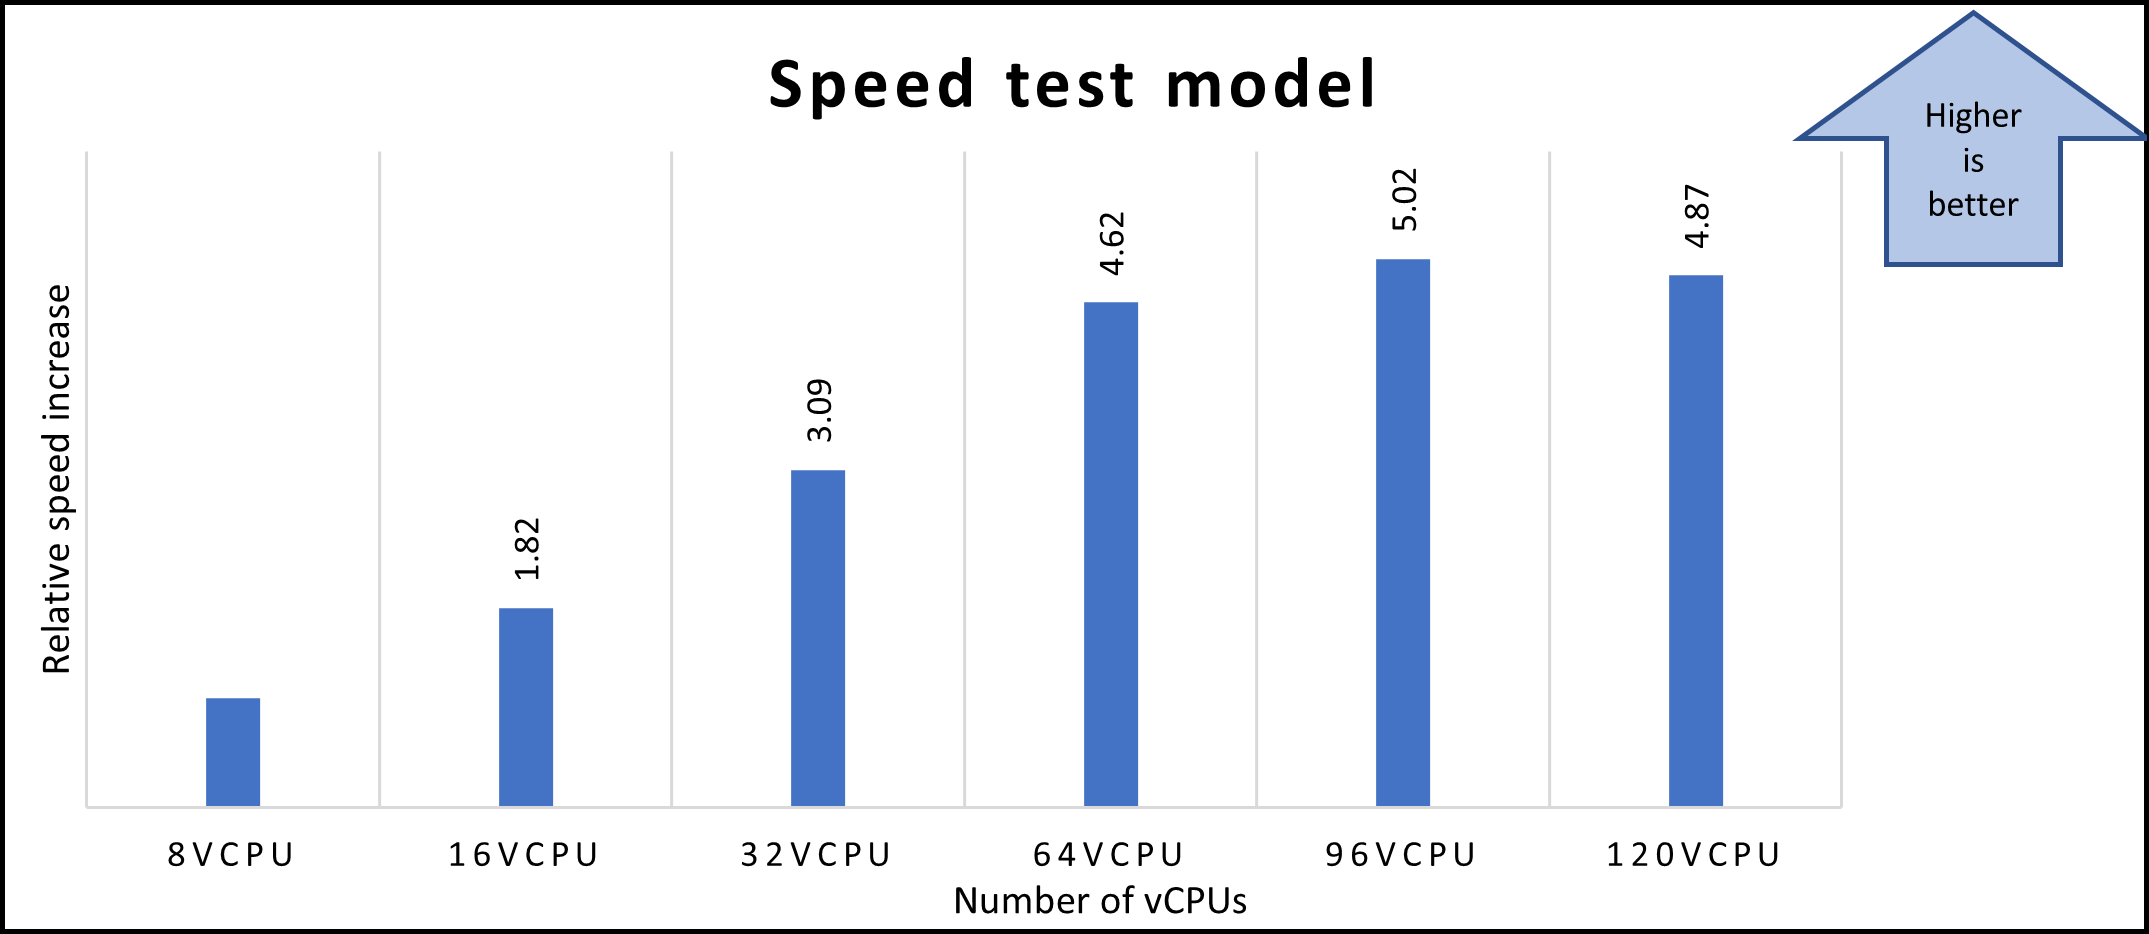 Speed test model
Higher
is
better
Relative speed increase
1.82
3.09
4.62
5.02
4.87
8VCPU
16VCPU
32VCPU
64VCPU
96VCPU
120VCPU
Number of vCPUs